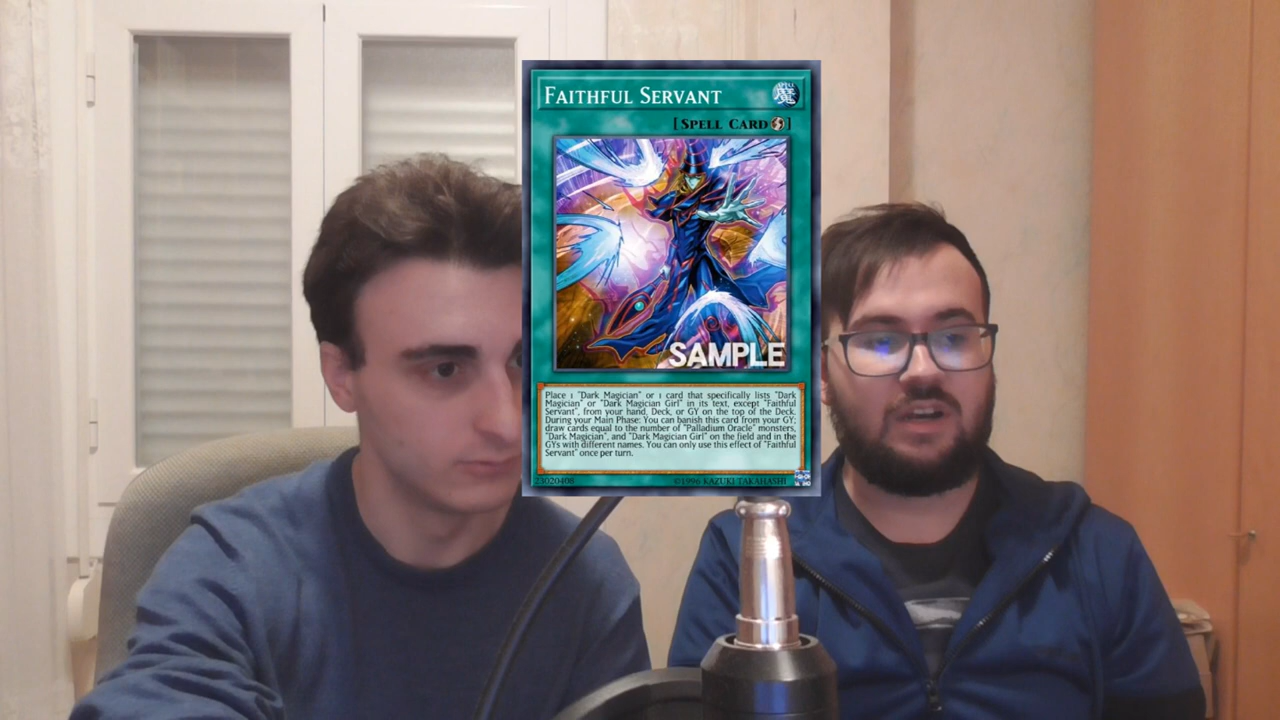 FAITHFUL SERVANT
魔
[SPELL CARD]
SAMPLE
Place 1 "Dark Magician" or 1 card that specifically lists "Dark
Magician" or "Dark Magician Girl" in its text, except "Faithful
Servant", from your hand, Deck, or GY on the top of the Deck.
During your Main Phase: You can banish this card from your GY;
draw cards equal to the number of "Palladium Oracle" monsters,
"Dark Magician", and "Dark Magician Girl" on the field and in the
GYs with different names. You can only use this effect of "Faithful
Servant" once per turn.
23020408 ©1996 KAZUKI TAKAHASHI